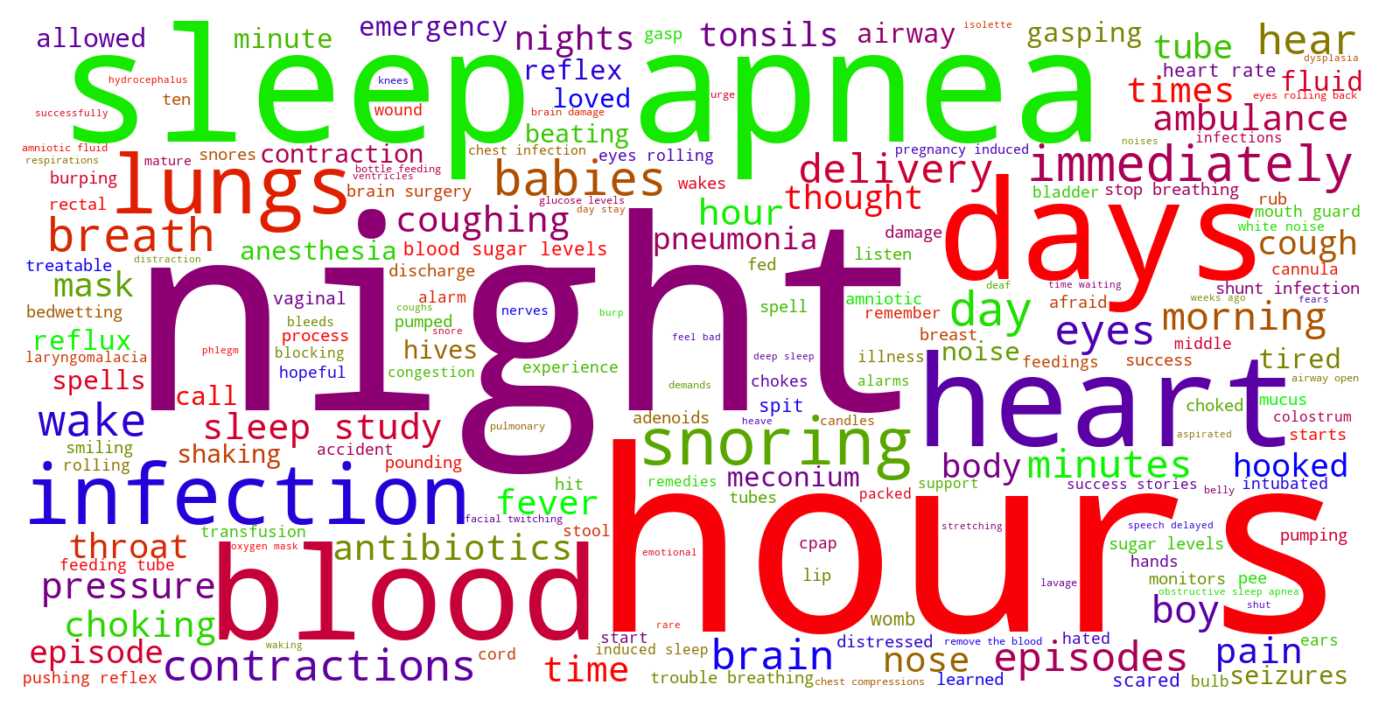 allowed minute emergency nights gasp tonsils airway isolette gasping tube hear
sleep apnea
hydrocephalus ten knees reflex urge heart rate fluid dysplasia
successfully wound brain damage loved times eyes rolling back
beating ambulance
amniotic fluid mature snores contraction chest infection eyes rolling pregnancy induced infections noises
respirations lungs bottle feeding babies delivery immediately
burping brain surgery ventricles wakes thought days bladder stop breathing rub
rectal glucose levels
breath coughing day stay hour mouth guard
anesthesia blood sugar levels pneumonia damage listen white noise cough
treatable distraction night discharge fed deaf time waiting cannula
mask vaginal alarm spell amniotic afraid weeks ago shunt infection
bedwetting bleeds coughs pumped nerves burp remember day eyes fears morning
reflux process snore feel bad breast middle
laryngomalacia phlegm blocking hives deep sleep illness noise success tired
spells hopeful congestion experience chokes alarms feedings heart airway open
call demands spit choked mucus
wake sleep study pulmonary adenoids heave candles colostrum
smiling shaking accident snoring aspirated starts
rolling pounding body minutes hooked
infection hit remedies meconium support success stories intubated
fever tubes packed belly
facial twitching hours
transfusion stool stretching speech delayed pumping
throat oxygen mask antibiotics emotional cpap sugar levels
feeding tube blood lip hands
pressure lavage monitors pee
obstructive sleep apnea
choking rare womb boy shut
episode waking start distressed remove the blood hated ears
contractions cord induced sleep brain nose episodes pain
pushing reflex time trouble breathing chest compressions learned scared bulb seizures